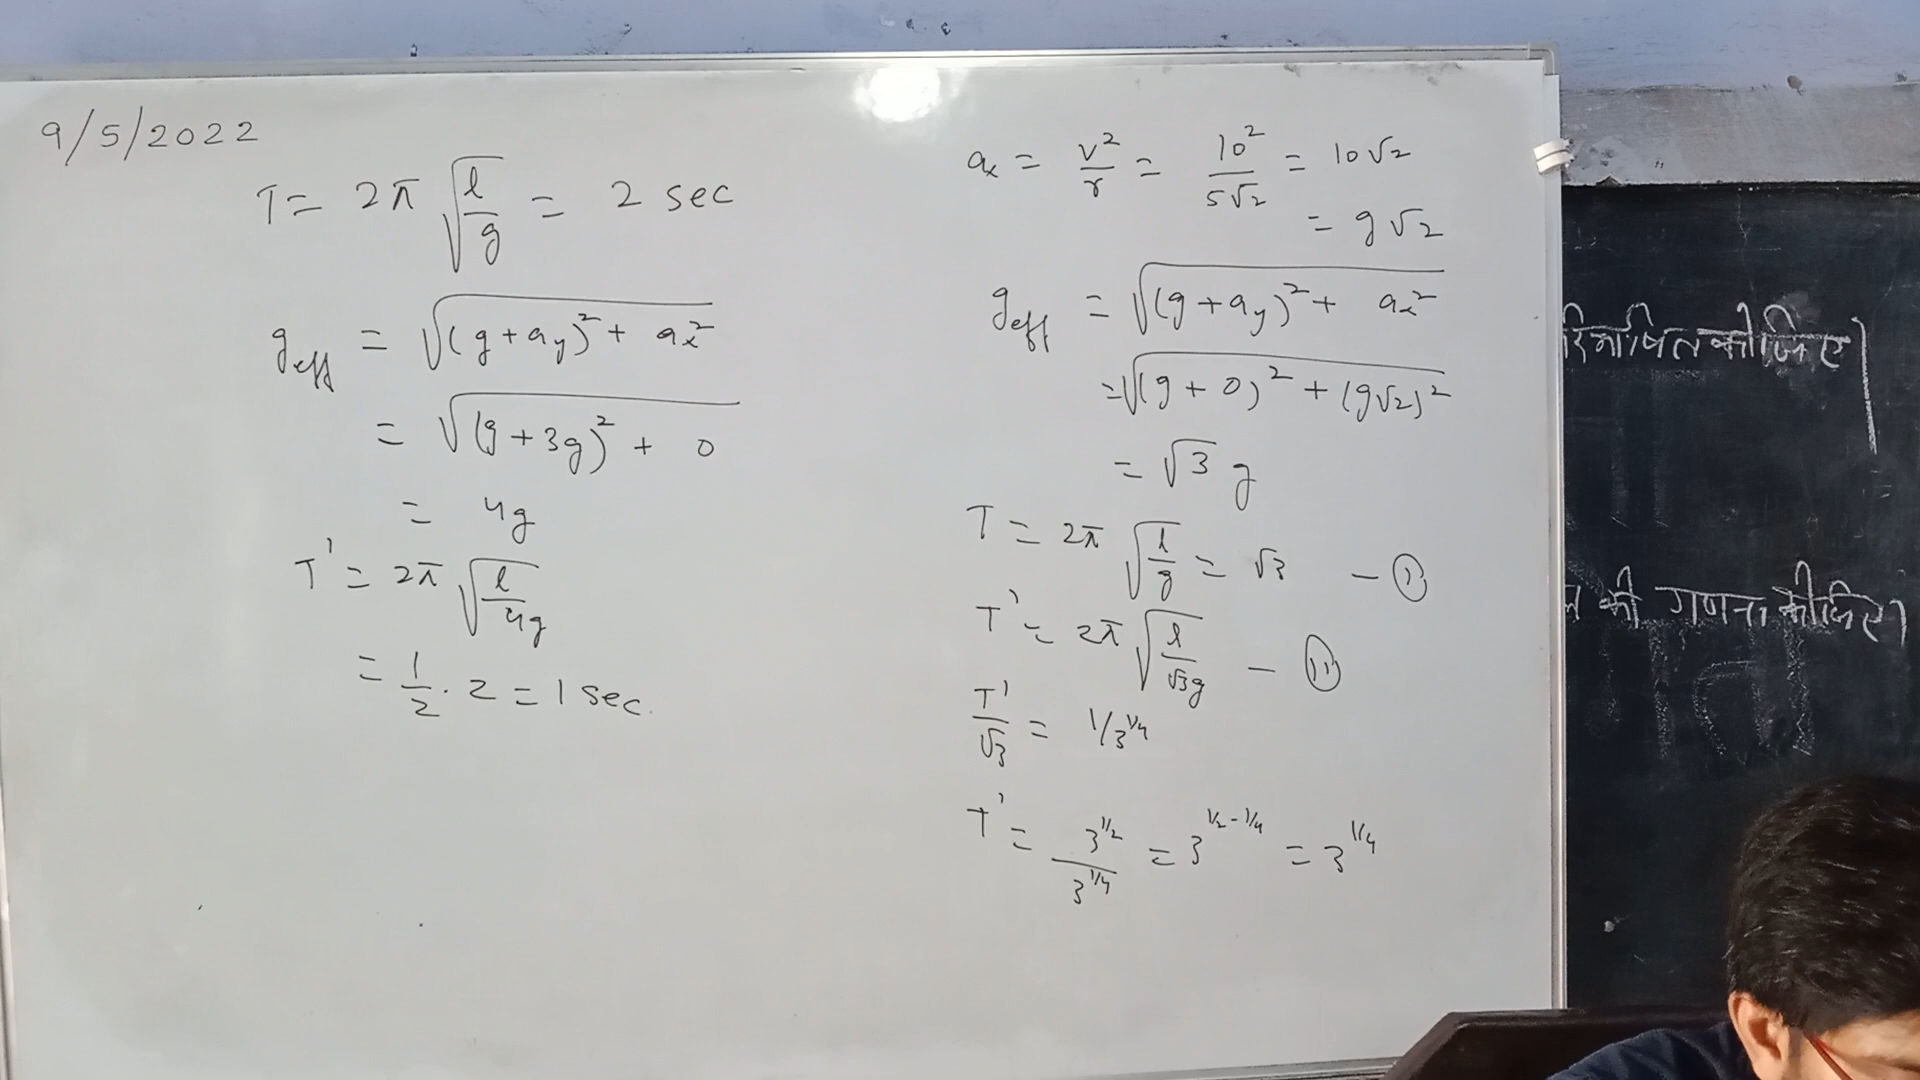 9/5/2022
T = 2π √(l/g) = 2 sec
g_eff = √((g + a_y)² + a_x²)
= √((g + 3g)² + 0
= 4g
T' = 2π √(l/4g)
= 1/2 · 2 = 1 sec.
a_x = v²/r = 10²/5√2 = 10√2
= g√2
g_eff = √((g + a_y)² + a_x²
= √((g + 0)² + (g√2)²
= √3 g
T = 2π √(l/g) = √3 — (i)
T' = 2π √(l/√3g) — (ii)
T'/√3 = 1/3^1/4
T' = 3^1/2 / 3^1/4 = 3^1/2-1/4 = 3^1/4
कीजिए।
की गणना कीजिए।